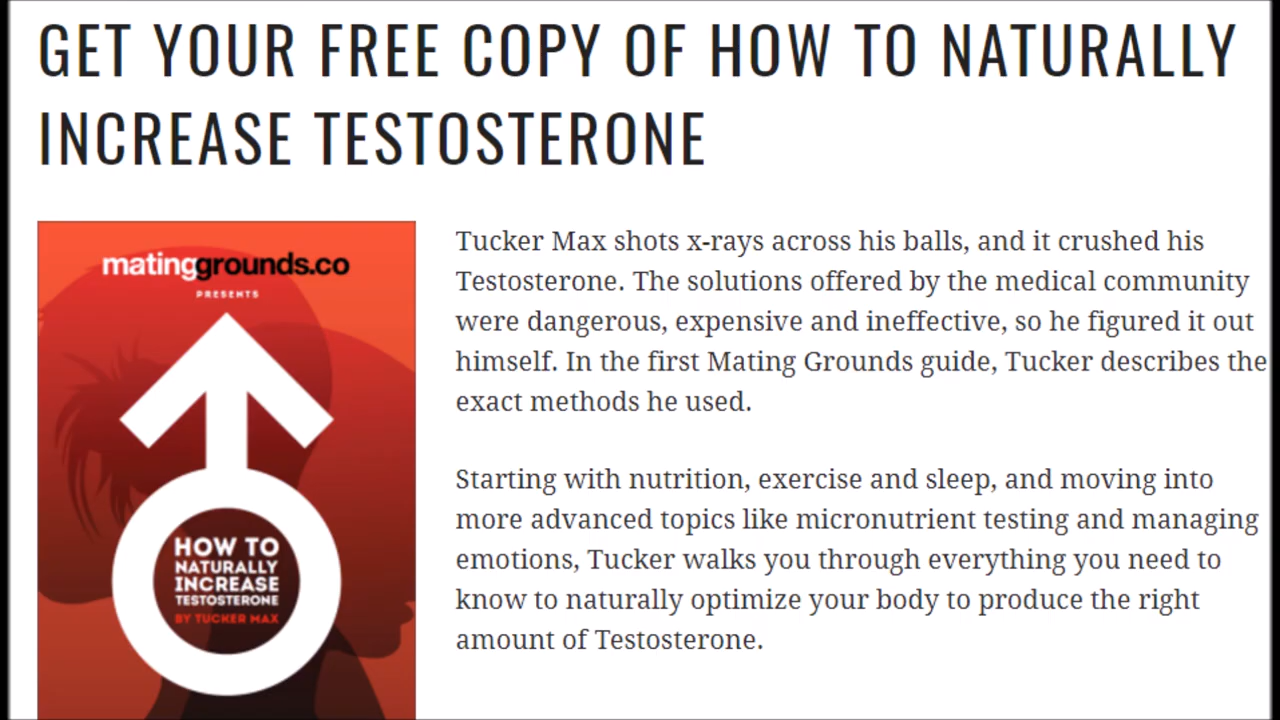 GET YOUR FREE COPY OF HOW TO NATURALLY
INCREASE TESTOSTERONE
matinggrounds.co
PRESENTS
HOW TO
NATURALLY
INCREASE
TESTOSTERONE
BY TUCKER MAX
Tucker Max shots x-rays across his balls, and it crushed his
Testosterone. The solutions offered by the medical community
were dangerous, expensive and ineffective, so he figured it out
himself. In the first Mating Grounds guide, Tucker describes the
exact methods he used.
Starting with nutrition, exercise and sleep, and moving into
more advanced topics like micronutrient testing and managing
emotions, Tucker walks you through everything you need to
know to naturally optimize your body to produce the right
amount of Testosterone.